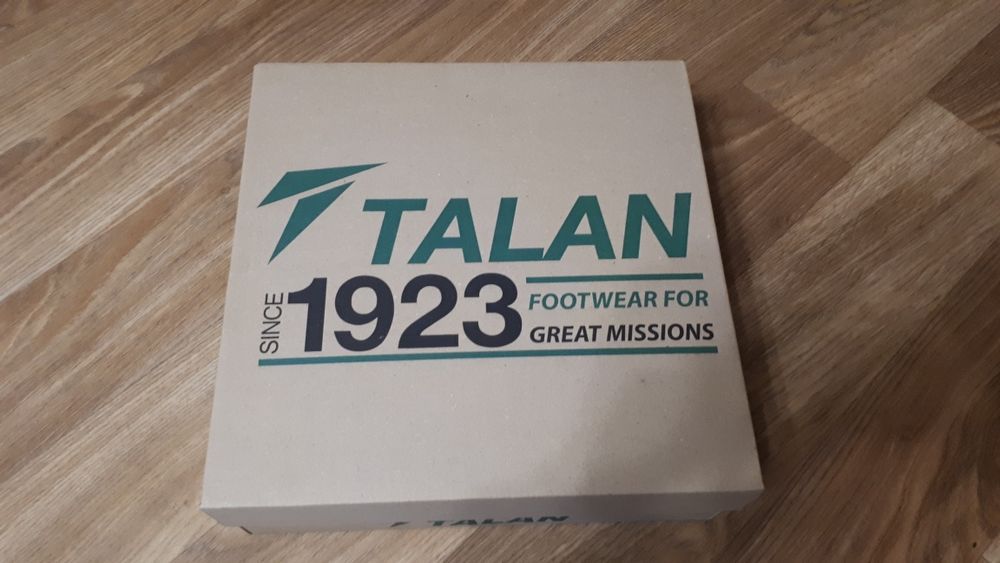 TALAN
SINCE 1923
FOOTWEAR FOR
GREAT MISSIONS
TALAN